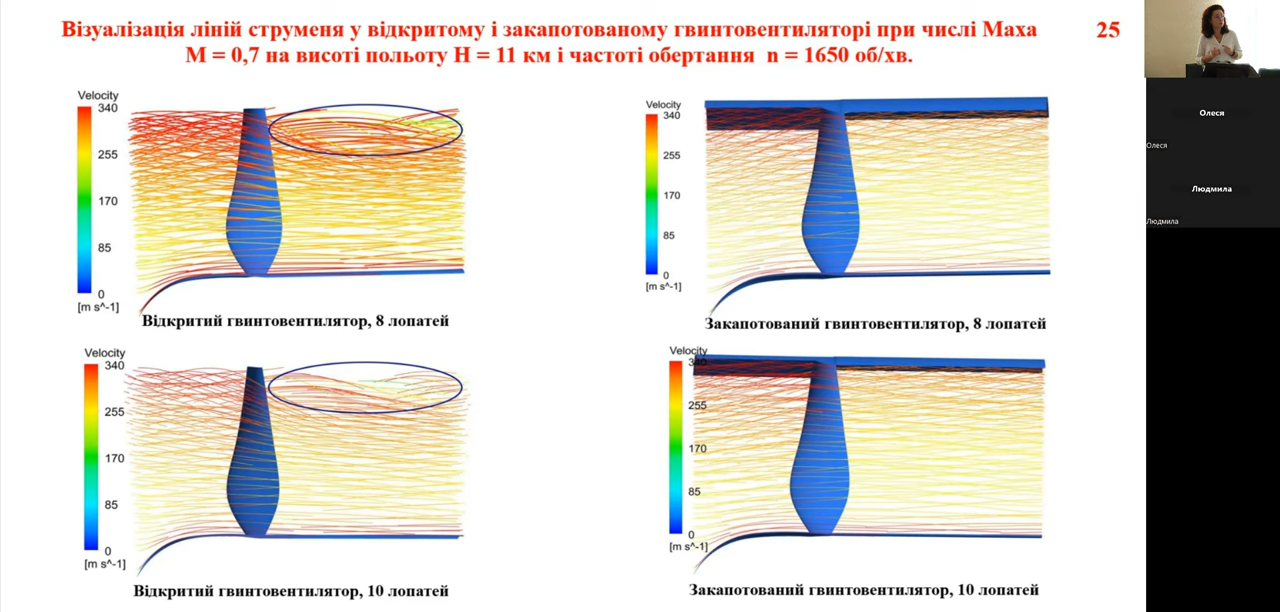 Візуалізація ліній струменя у відкритому і закапотованому гвинтовентиляторі при числі Маха
М = 0,7 на висоті польоту Н = 11 км і частоті обертання n = 1650 об/хв.
25
Velocity
340
255
170
85
0
[m s^-1]
Відкритий гвинтовентилятор, 8 лопатей
Velocity
340
255
170
85
0
[m s^-1]
Закапотований гвинтовентилятор, 8 лопатей
Velocity
340
255
170
85
0
[m s^-1]
Відкритий гвинтовентилятор, 10 лопатей
Velocity
340
255
170
85
0
[m s^-1]
Закапотований гвинтовентилятор, 10 лопатей
Олеся
Олеся
Людмила
Людмила